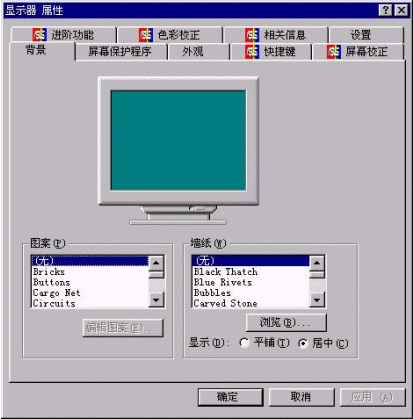 显示器 属性
进阶功能 色彩校正 相关信息 设置
背景 屏幕保护程序 外观 快捷键 屏幕校正
图案(P)
(无)
Bricks
Buttons
Cargo Net
Circuits
编辑图案(E)...
墙纸(W)
(无)
Black Thatch
Blue Rivets
Bubbles
Carved Stone
浏览(B)...
显示(D): 平铺(T) 居中(C)
确定 取消 应用(A)